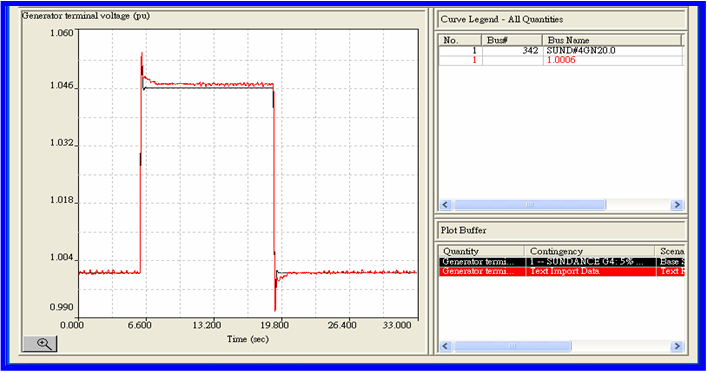 Generator terminal voltage (pu)
1.060
1.046
1.032
1.018
1.004
0.990
0.000 6.600 13.200 19.800 26.400 33.000
Time (sec)
Curve Legend - All Quantities
No. Bus# Bus Name
1 342 SUND#4GN20.0
1 1.0006
Plot Buffer
Quantity Contingency Scena
Generator termi... 1 -- SUNDANCE G4: 5% ... Base S
Generator termi... Text Import Data Text